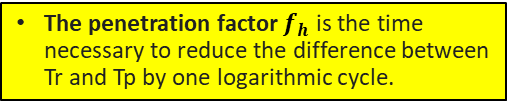 • The penetration factor 𝒇𝒉 is the time
necessary to reduce the difference between
Tr and Tp by one logarithmic cycle.